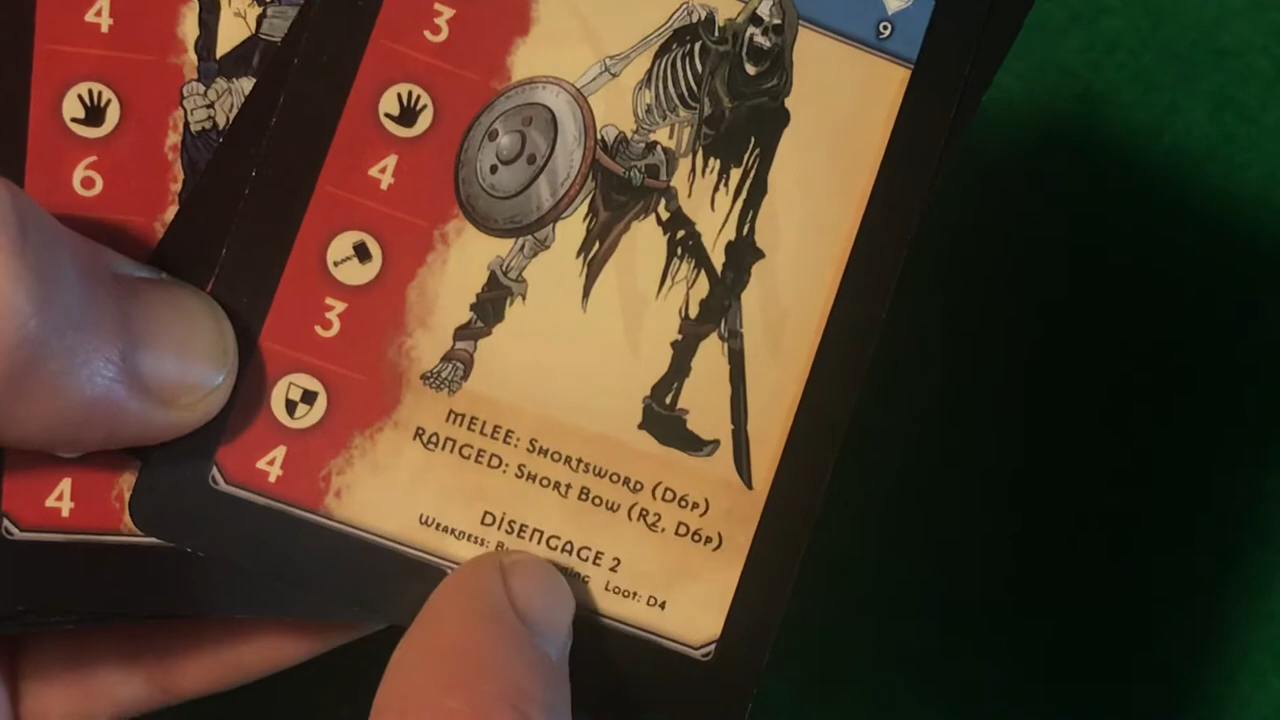 4
6
4
3
4
3
4
9
MELEE: Shortsword (D6p)
RANGED: Short Bow (R2, D6p)
DISENGAGE 2
Weakness: Loot: D4